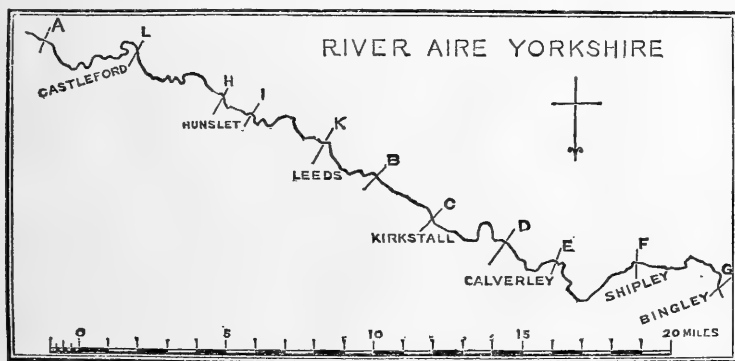 RIVER AIRE YORKSHIRE
A
L
CASTLEFORD
H
I
HUNSLET
K
LEEDS
B
C
KIRKSTALL
D
CALVERLEY
E
F
SHIPLEY
G
BINGLEY
0 5 10 15 20 MILES